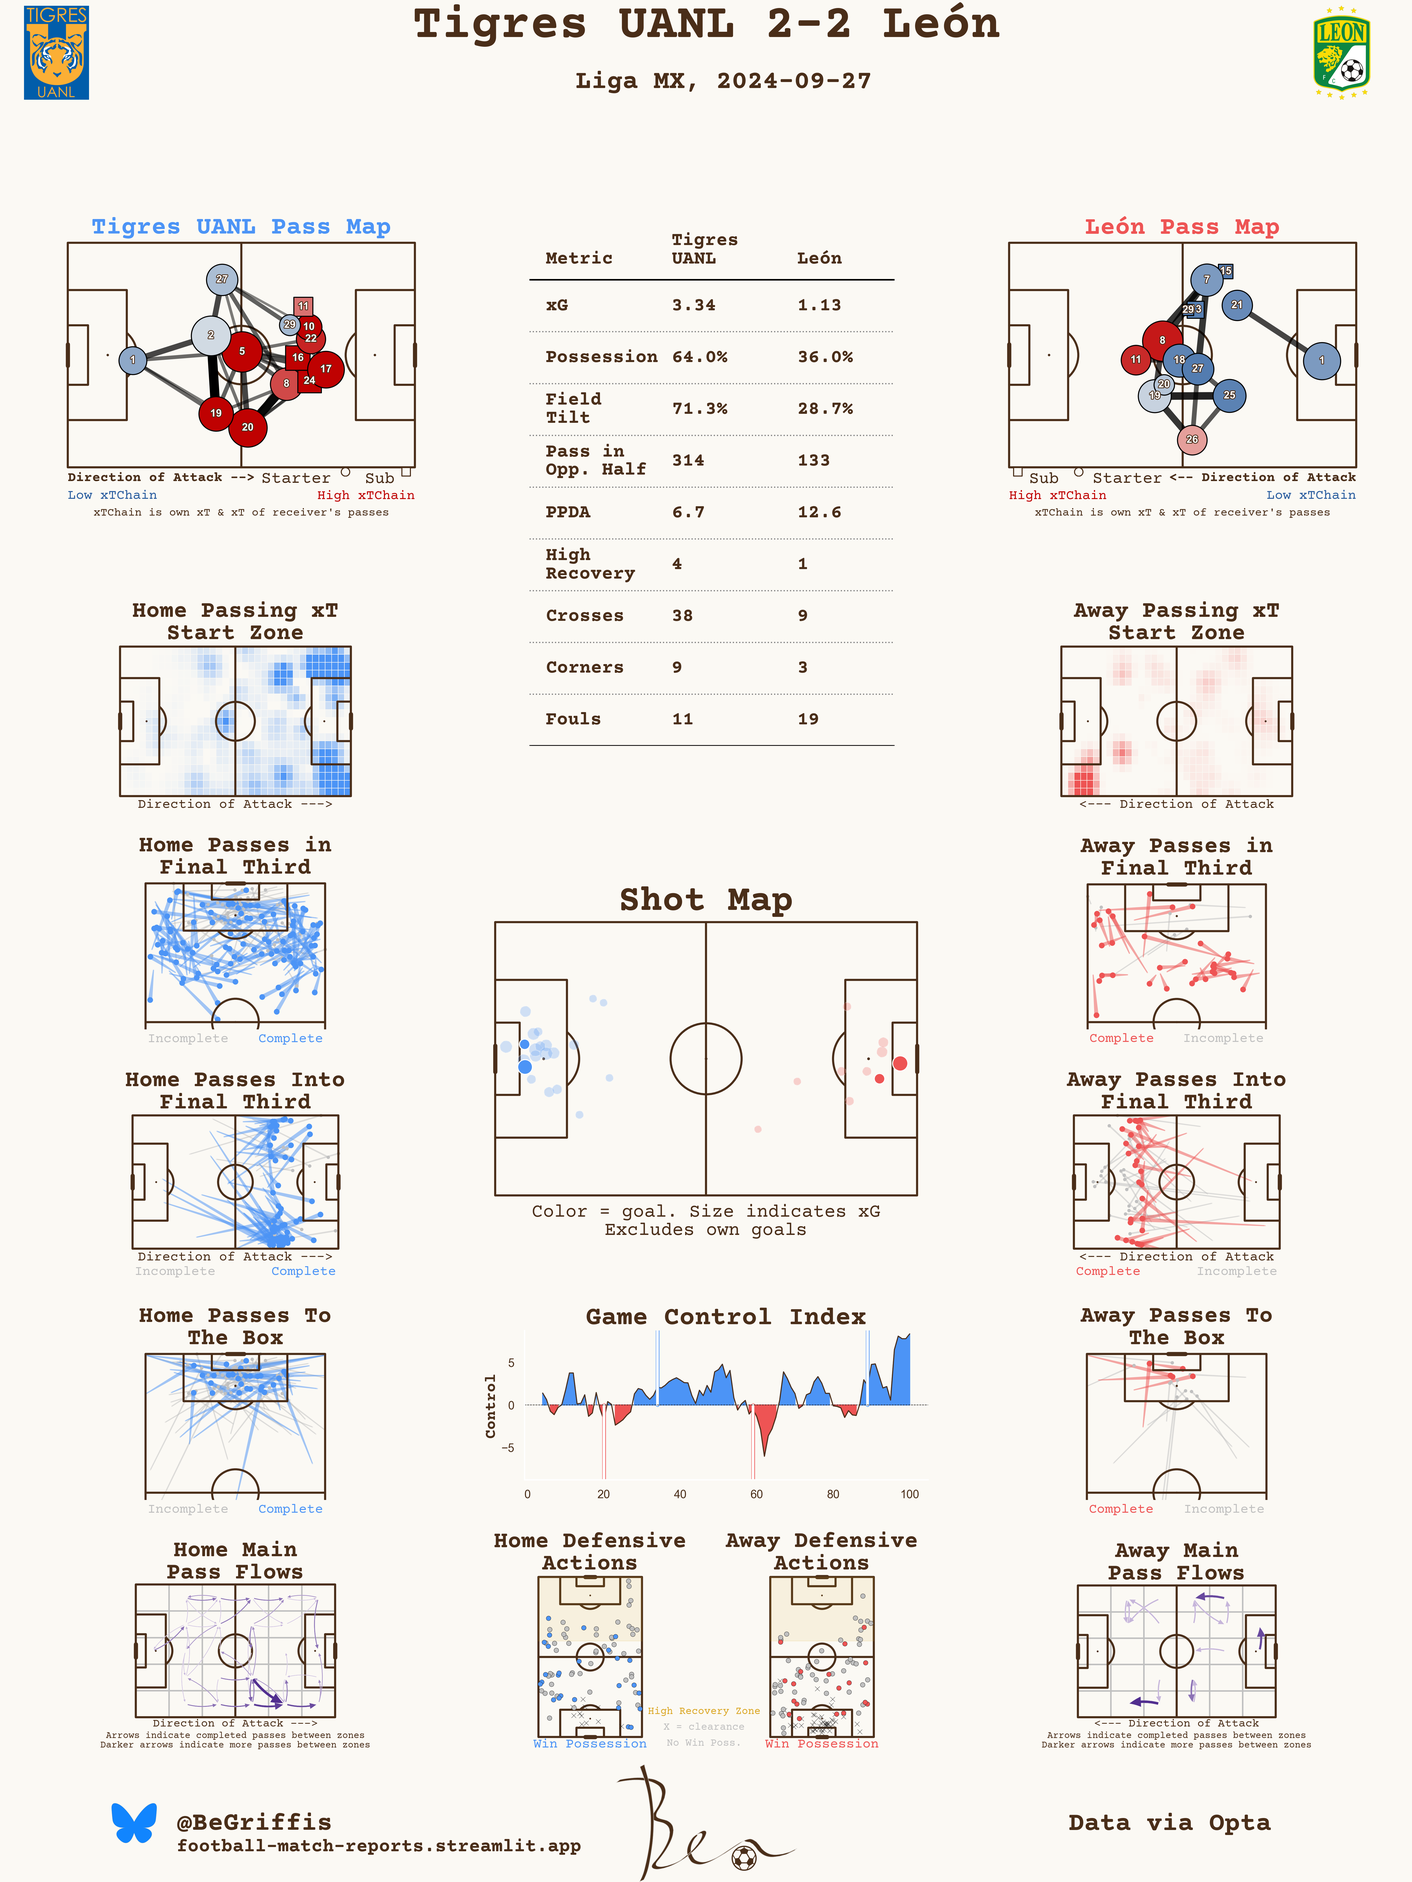 Tigres UANL 2-2 León
Liga MX, 2024-09-27
TIGRES
UANL
LEON
F
C
Tigres UANL Pass Map
27
11
29
10
22
2
5
1
16
17
8
24
19
20
Direction of Attack --> Starter Sub
Low xTChain High xTChain
xTChain is own xT & xT of receiver's passes
Metric Tigres UANL León
xG 3.34 1.13
Possession 64.0% 36.0%
Field Tilt 71.3% 28.7%
Pass in Opp. Half 314 133
PPDA 6.7 12.6
High Recovery 4 1
Crosses 38 9
Corners 9 3
Fouls 11 19
León Pass Map
7
15
21
29
3
8
11
18
27
1
20
19
25
26
Sub Starter <-- Direction of Attack
High xTChain Low xTChain
xTChain is own xT & xT of receiver's passes
Home Passing xT
Start Zone
Direction of Attack --->
Away Passing xT
Start Zone
<--- Direction of Attack
Home Passes in
Final Third
Incomplete Complete
Away Passes in
Final Third
Complete Incomplete
Shot Map
Color = goal. Size indicates xG
Excludes own goals
Home Passes Into
Final Third
Direction of Attack --->
Incomplete Complete
Away Passes Into
Final Third
<--- Direction of Attack
Complete Incomplete
Home Passes To
The Box
Incomplete Complete
Game Control Index
Control
5
0
−5
0 20 40 60 80 100
Away Passes To
The Box
Complete Incomplete
Home Main
Pass Flows
Direction of Attack --->
Arrows indicate completed passes between zones
Darker arrows indicate more passes between zones
Home Defensive
Actions
Win Possession
High Recovery Zone
X = clearance
No Win Poss.
Away Defensive
Actions
Win Possession
Away Main
Pass Flows
<--- Direction of Attack
Arrows indicate completed passes between zones
Darker arrows indicate more passes between zones
@BeGriffis
football-match-reports.streamlit.app
Ben
Data via Opta